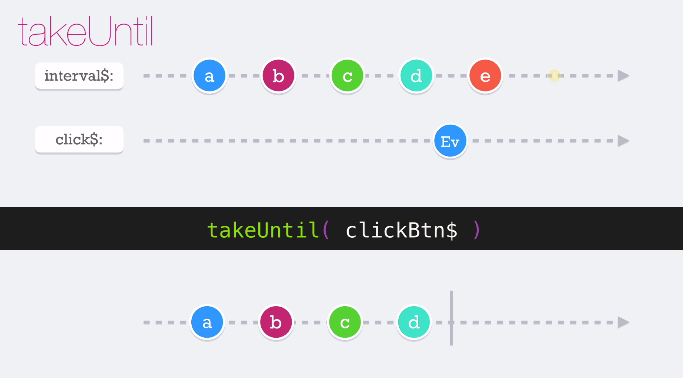 takeUntil
interval$: a b c d e
click$: Ev
takeUntil( clickBtn$ )
a b c d